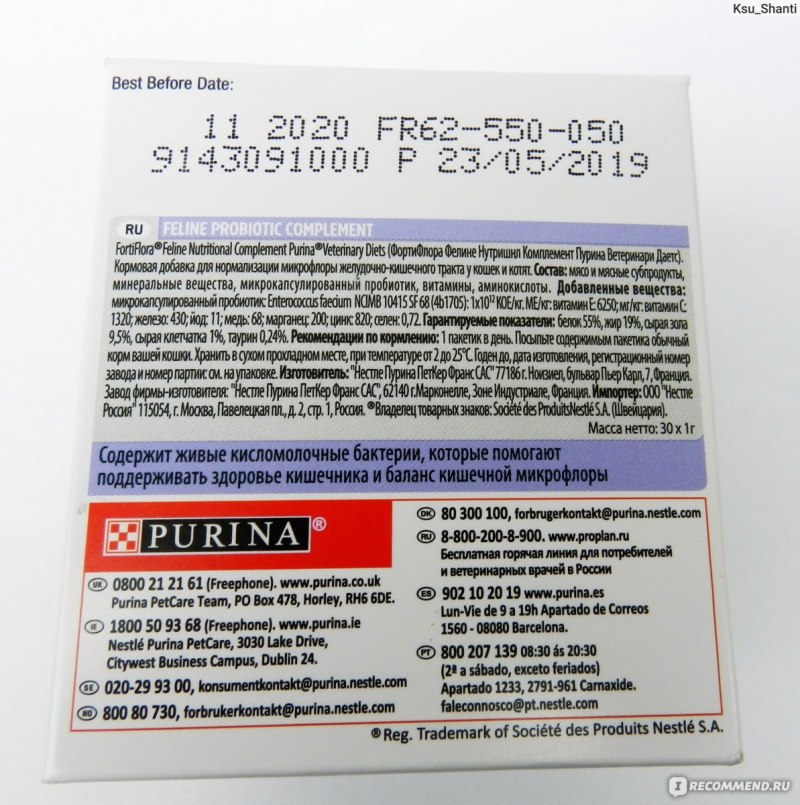 Ksu_Shanti
Best Before Date:
11 2020 FR62-550-050
9143091000 P 23/05/2019
RU FELINE PROBIOTIC COMPLEMENT
FortiFlora®Feline Nutritional Complement Purina®Veterinary Diets (ФортиФлора Фелине Нутришнл Комплемент Пурина Ветеринари Даетс).
Кормовая добавка для нормализации микрофлоры желудочно-кишечного тракта у кошек и котят. Состав: мясо и мясные субпродукты,
минеральные вещества, микрокапсулированный пробиотик, витамины, аминокислоты. Добавленные вещества:
микрокапсулированный пробиотик: Enterococcus faecium NCIMB 10415 SF 68 (4b1705): 1x10¹² КОЕ/кг. МЕ/кг: витамин Е: 6250; мг/кг: витамин С:
1320; железо: 430; йод: 11; медь: 68; марганец: 200; цинк: 820; селен: 0,72. Гарантируемые показатели: белок 55%, жир 19%, сырая зола
9,5%, сырая клетчатка 1%, таурин 0,24%. Рекомендации по кормлению: 1 пакетик в день. Посыпьте содержимым пакетика обычный
корм вашей кошки. Хранить в сухом прохладном месте, при температуре от 2 до 25°С. Годен до, дата изготовления, регистрационный номер
завода и номер партии: см. на упаковке. Изготовитель: "Нестле Пурина ПетКер Франс САС" 77186 г. Ноизиел, бульвар Пьер Карл, 7, Франция.
Завод фирмы-изготовителя: "Нестле Пурина ПетКер Франс САС", 62140 г.Марконелле, Зоне Индустрие, Франция. Импортер: ООО "Нестле
Россия" 115054, г. Москва, Павелецкая пл., д. 2, стр. 1, Россия. ®Владелец товарных знаков: Société des ProduitsNestlé S.A. (Швейцария).
Масса нетто: 30 x 1г
Содержит живые кисломолочные бактерии, которые помогают
поддерживать здоровье кишечника и баланс кишечной микрофлоры
PURINA®
UK 0800 21 21 61 (Freephone). www.purina.co.uk
Purina PetCare Team, PO Box 478, Horley, RH6 6DE.
IE 1800 50 93 68 (Freephone). www.purina.ie
Nestlé Purina PetCare, 3030 Lake Drive,
Citywest Business Campus, Dublin 24.
SE 020-29 93 00, konsumentkontakt@purina.nestle.com
NO 800 80 730, forbrukerkontakt@purina.nestle.com
DK 80 300 100, forbrugerkontakt@purina.nestle.com
RU 8-800-200-8-900. www.proplan.ru
Бесплатная горячая линия для потребителей
и ветеринарных врачей в России
ES 902 10 20 19 www.purina.es
Lun-Vie de 9 a 19h Apartado de Correos
1560 - 08080 Barcelona.
PT 800 207 139 08:30 ás 20:30
(2ª a sábado, exceto feriados)
Apartado 1233, 2791-961 Carnaxide.
faleconnosco@pt.nestle.com
®Reg. Trademark of Société des Produits Nestlé S.A.
IRECOMMEND.RU